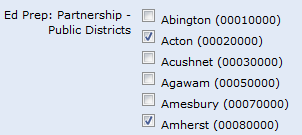 Ed Prep: Partnership -
Public Districts
Abington (00010000)
Acton (00020000)
Acushnet (00030000)
Agawam (00050000)
Amesbury (00070000)
Amherst (00080000)